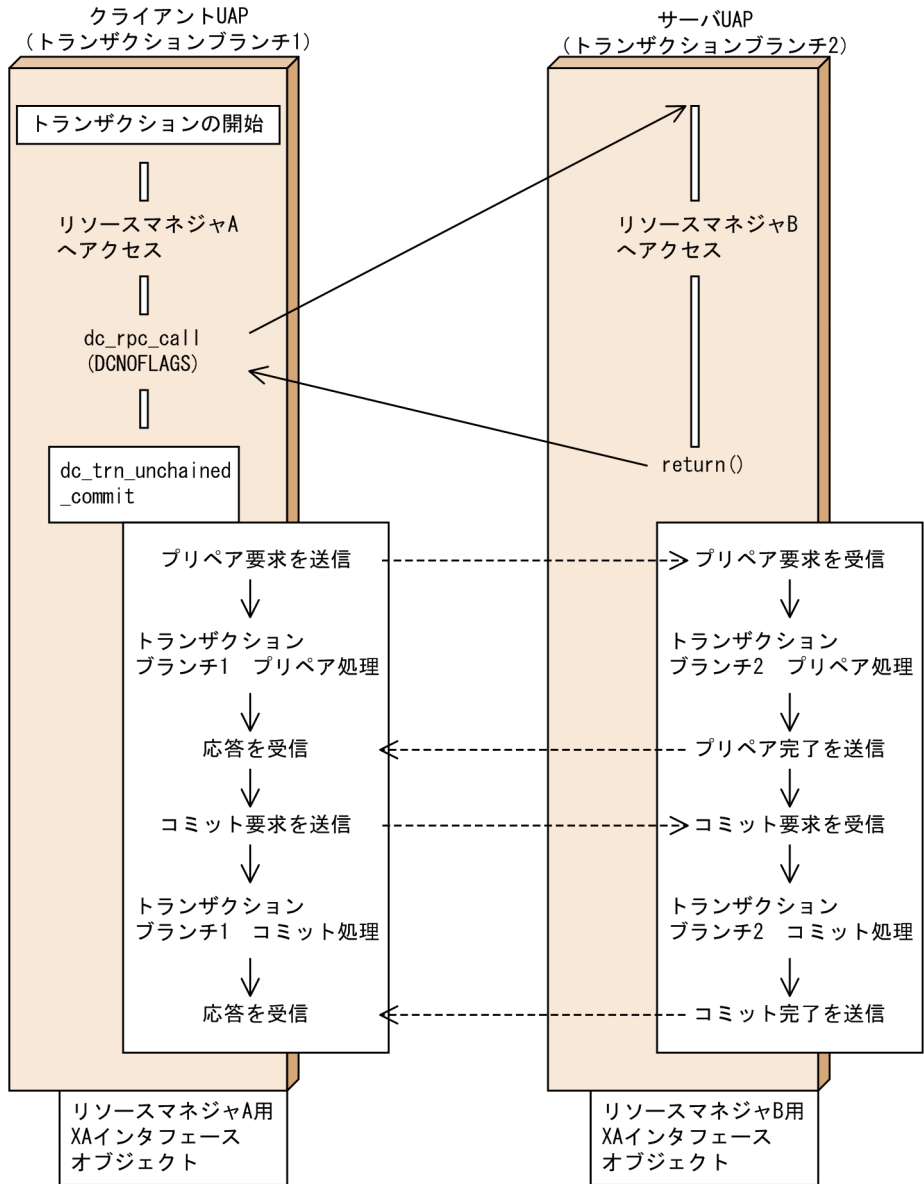 クライアントUAP
（トランザクションブランチ1）
トランザクションの開始
リソースマネジャA
へアクセス
dc_rpc_call
(DCNOFLAGS)
dc_trn_unchained
_commit
プリペア要求を送信
トランザクション
ブランチ1　プリペア処理
応答を受信
コミット要求を送信
トランザクション
ブランチ1　コミット処理
応答を受信
リソースマネジャA用
XAインタフェース
オブジェクト
サーバUAP
（トランザクションブランチ2）
リソースマネジャB
へアクセス
return()
プリペア要求を受信
トランザクション
ブランチ2　プリペア処理
プリペア完了を送信
コミット要求を受信
トランザクション
ブランチ2　コミット処理
コミット完了を送信
リソースマネジャB用
XAインタフェース
オブジェクト